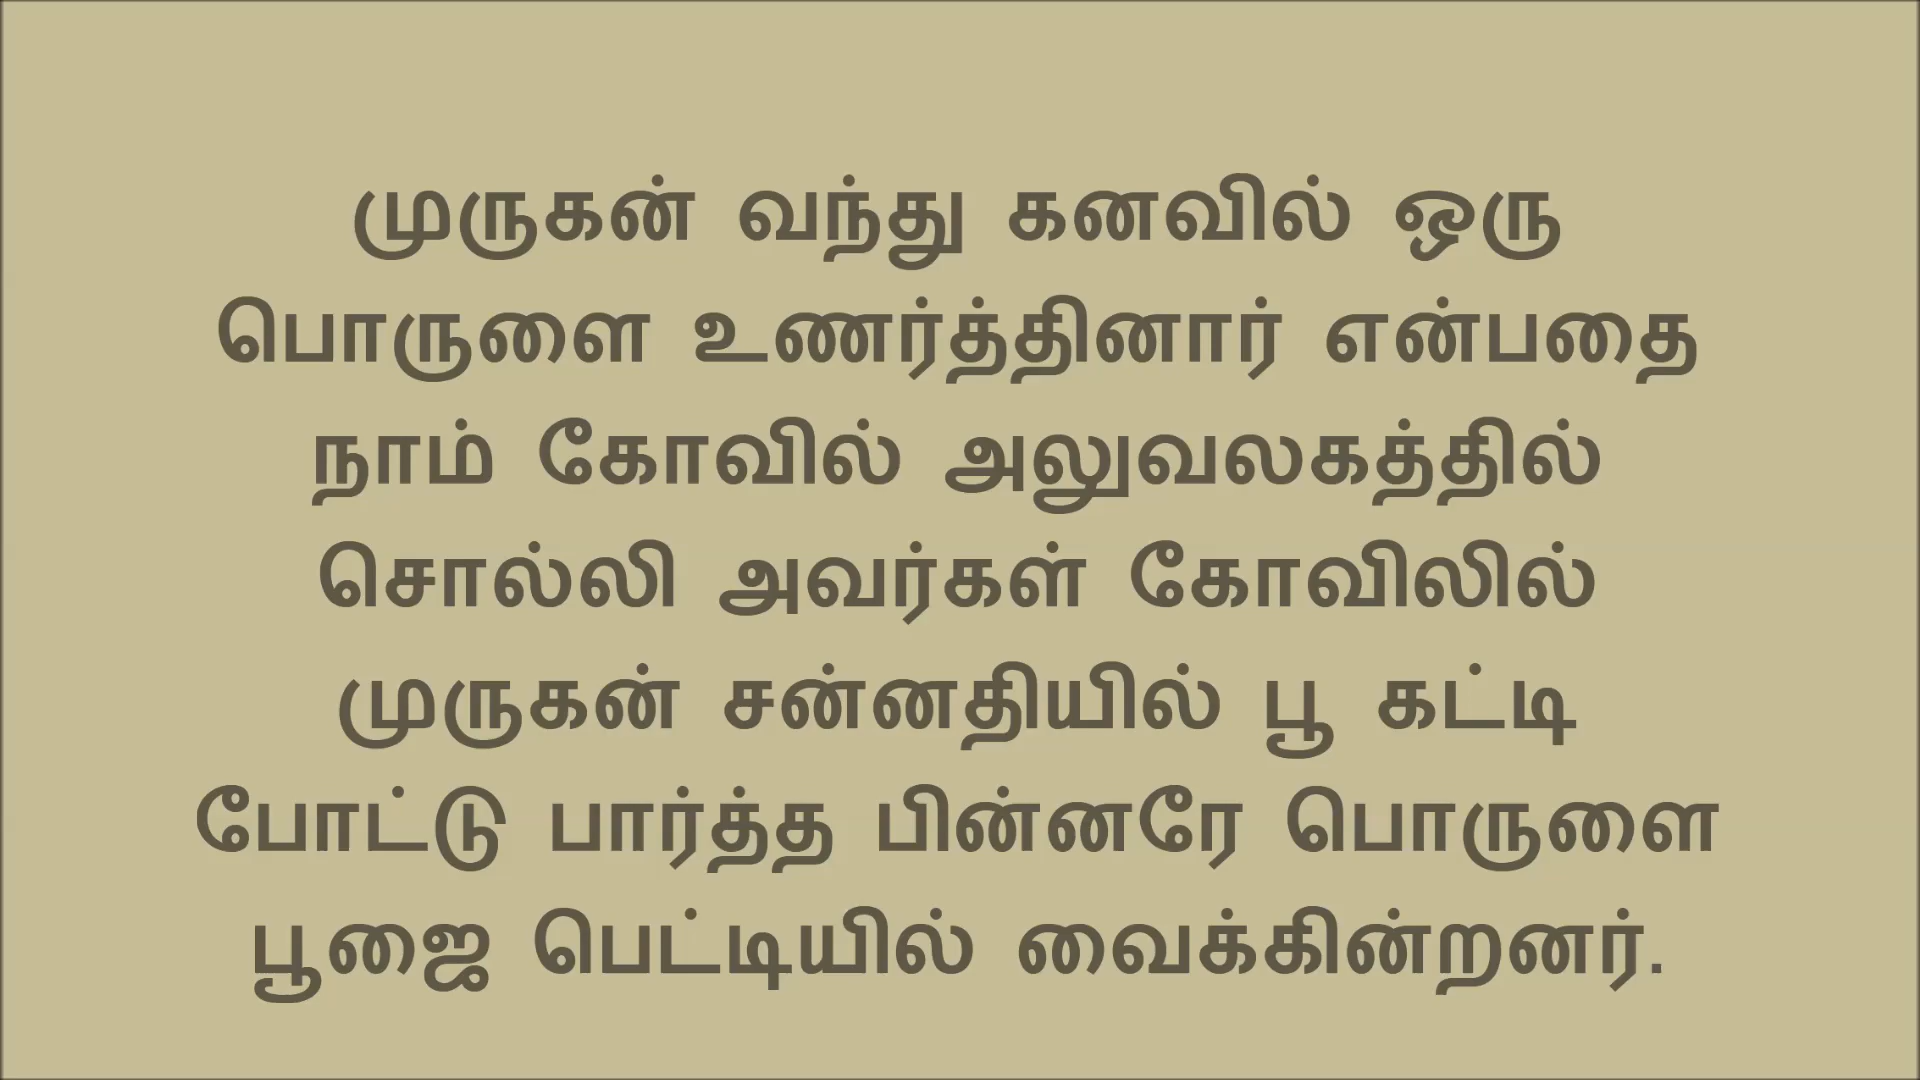 முருகன் வந்து கனவில் ஒரு
பொருளை உணர்த்தினார் என்பதை
நாம் கோவில் அலுவலகத்தில்
சொல்லி அவர்கள் கோவிலில்
முருகன் சன்னதியில் பூ கட்டி
போட்டு பார்த்த பின்னரே பொருளை
பூஜை பெட்டியில் வைக்கின்றனர்.